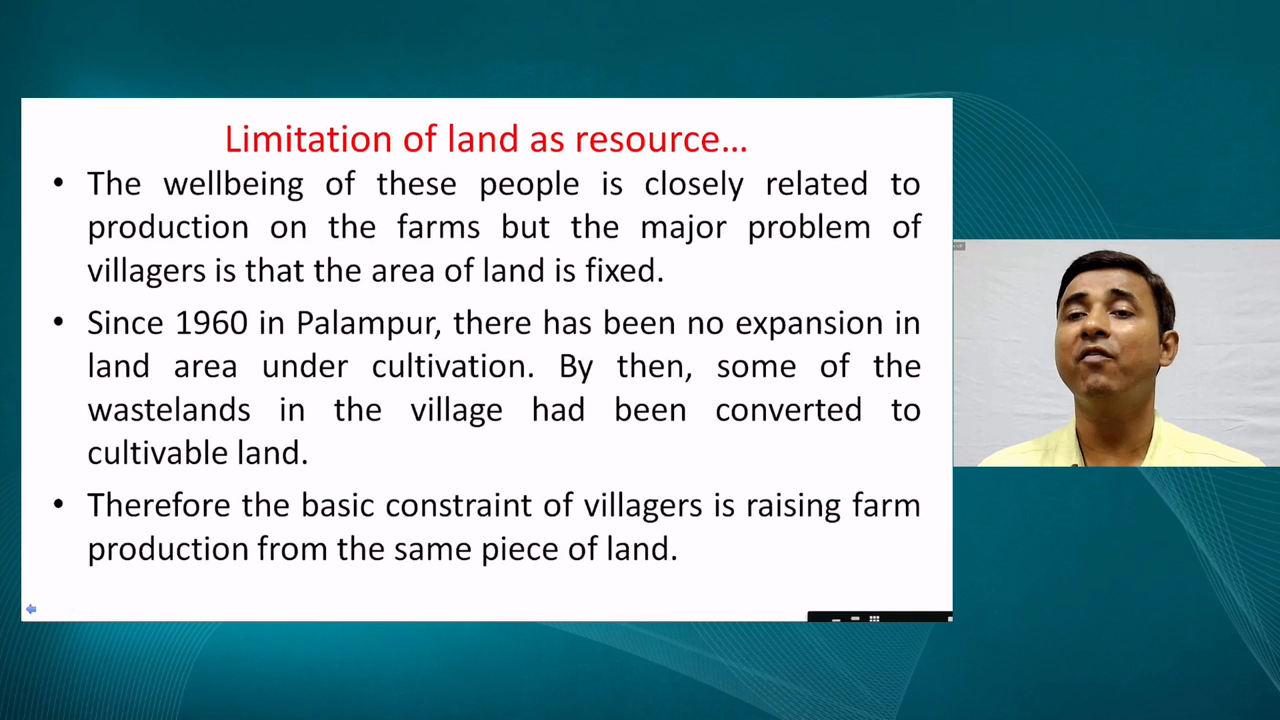 Limitation of land as resource…
• The wellbeing of these people is closely related to
production on the farms but the major problem of
villagers is that the area of land is fixed.
• Since 1960 in Palampur, there has been no expansion in
land area under cultivation. By then, some of the
wastelands in the village had been converted to
cultivable land.
• Therefore the basic constraint of villagers is raising farm
production from the same piece of land.